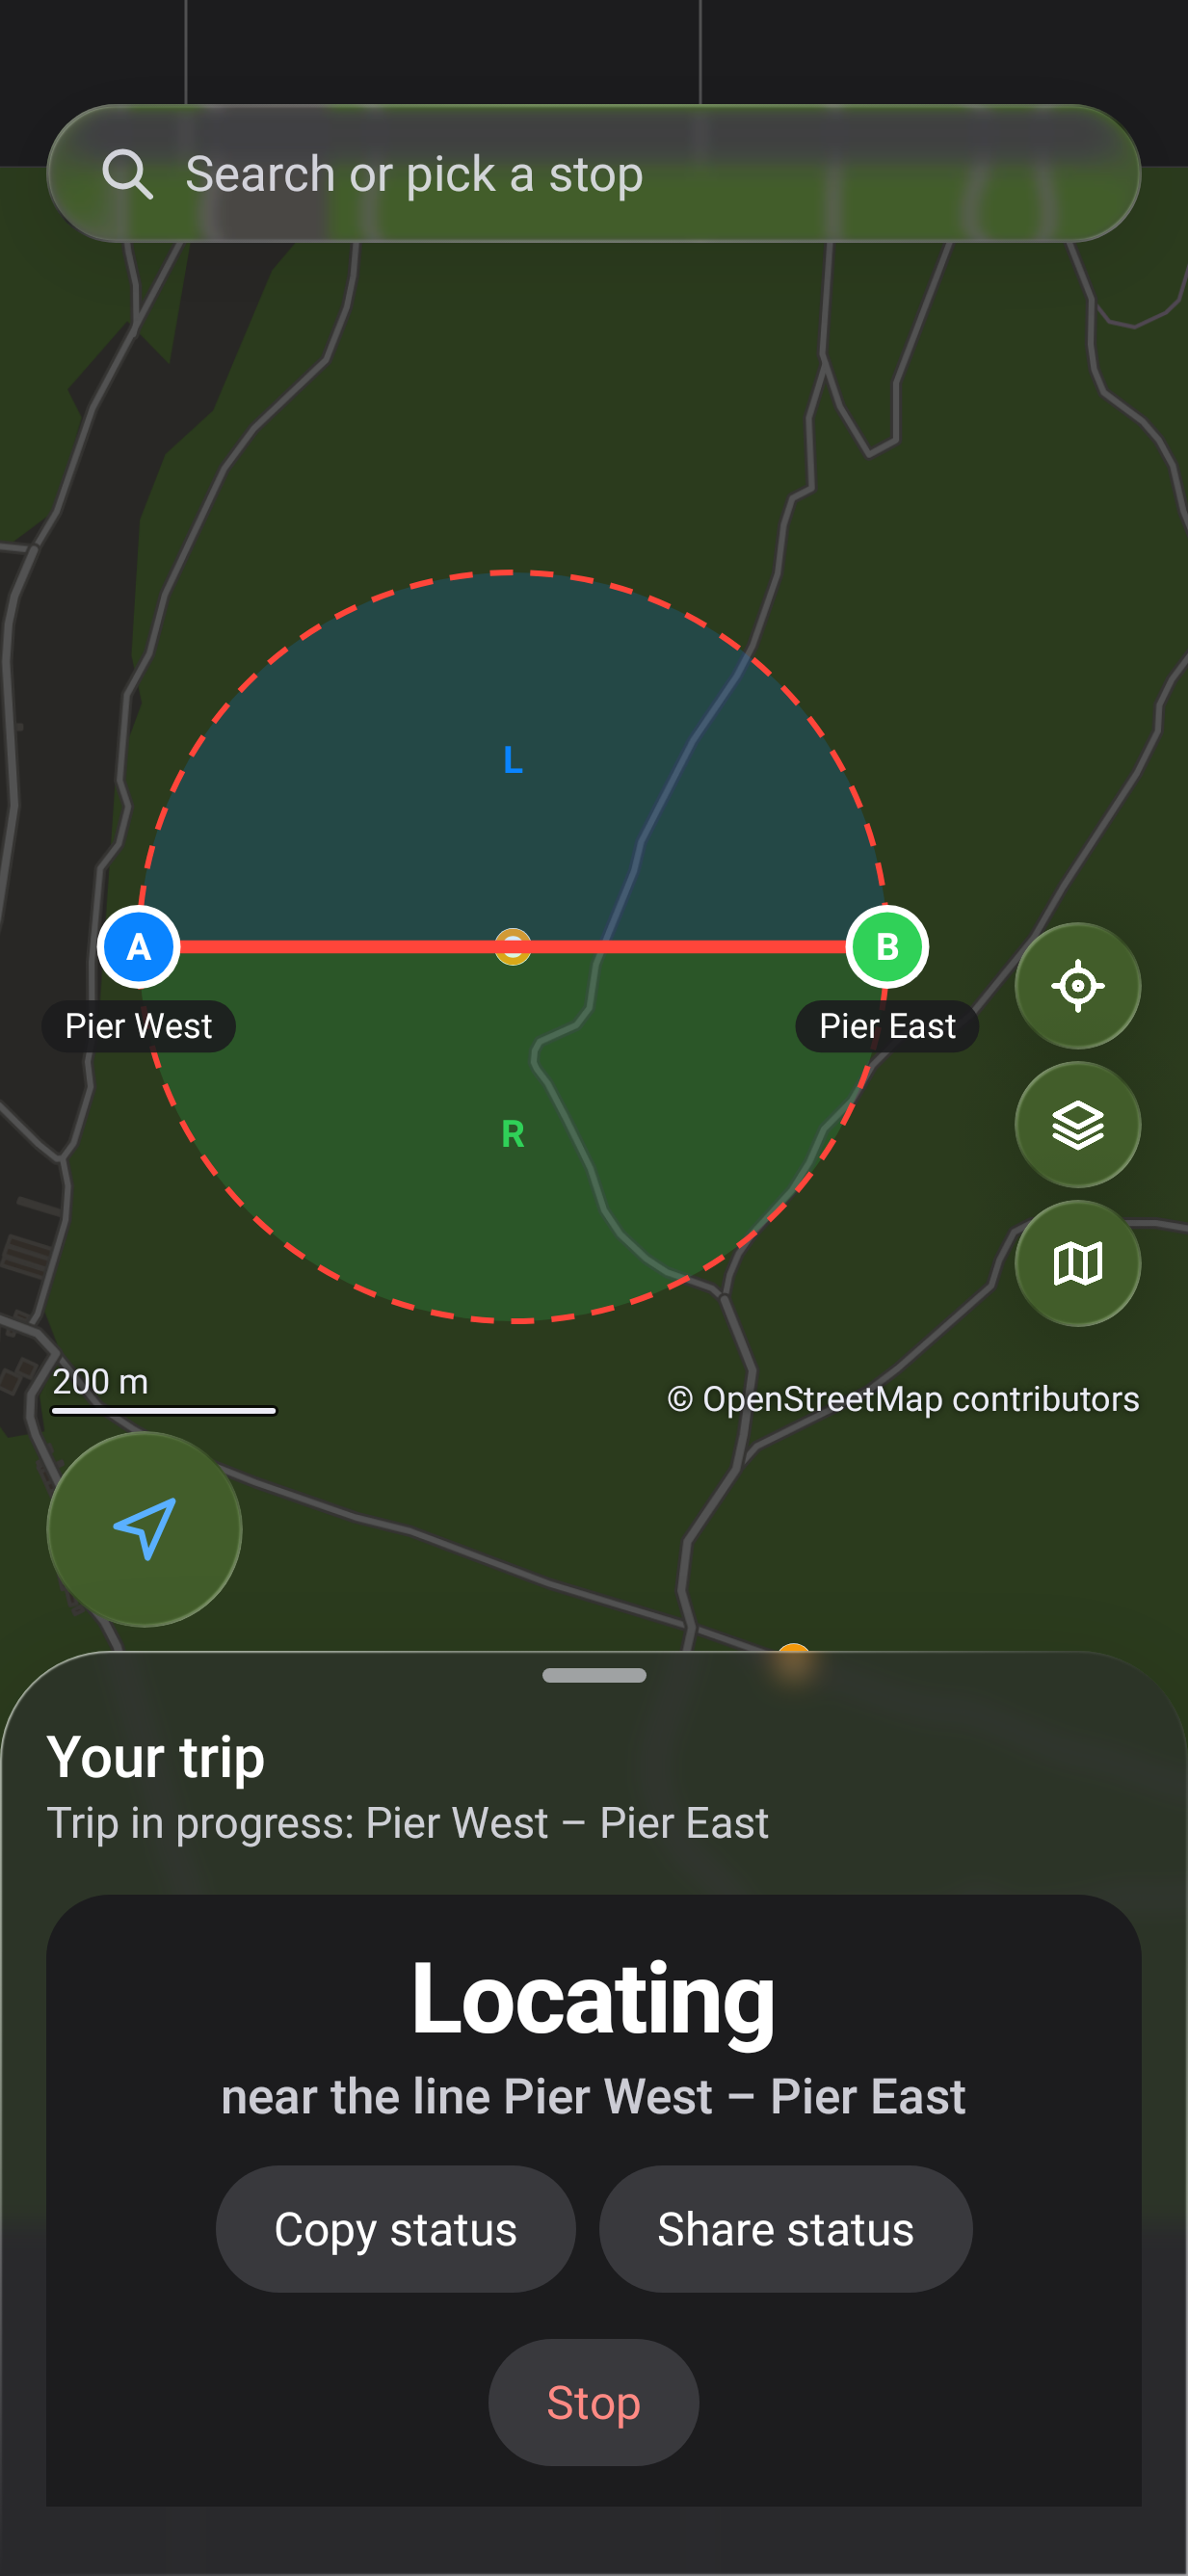 Search or pick a stop
L
A
B
Pier West
Pier East
R
200 m
© OpenStreetMap contributors
Your trip
Trip in progress: Pier West – Pier East
Locating
near the line Pier West – Pier East
Copy status
Share status
Stop